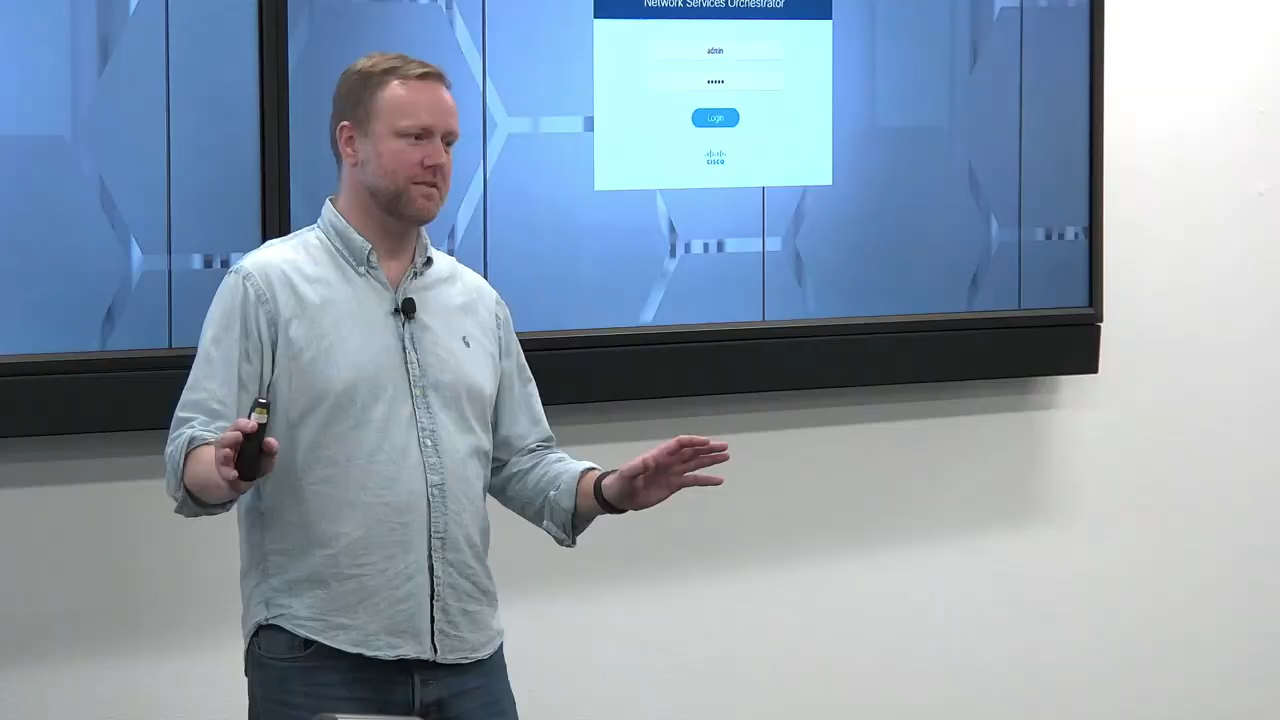 Network Services Orchestrator
admin
•••••
Login
CISCO